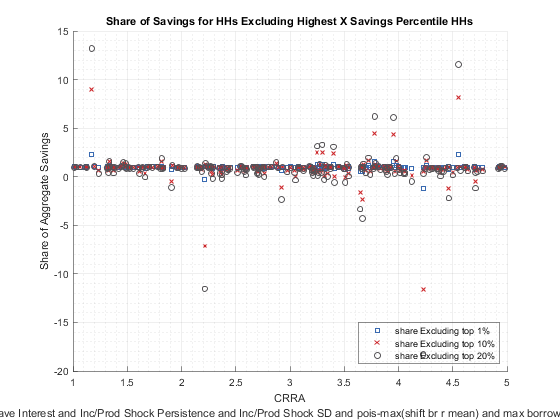 Share of Savings for HHs Excluding Highest X Savings Percentile HHs
Share of Aggregate Savings
15
10
5
0
-5
-10
-15
-20
1
1.5
2
2.5
3
3.5
4
4.5
5
share Excluding top 1%
share Excluding top 10%
share Excluding top 20%
CRRA
ave Interest and Inc/Prod Shock Persistence and Inc/Prod Shock SD and pois-max(shift br r mean) and max borrow